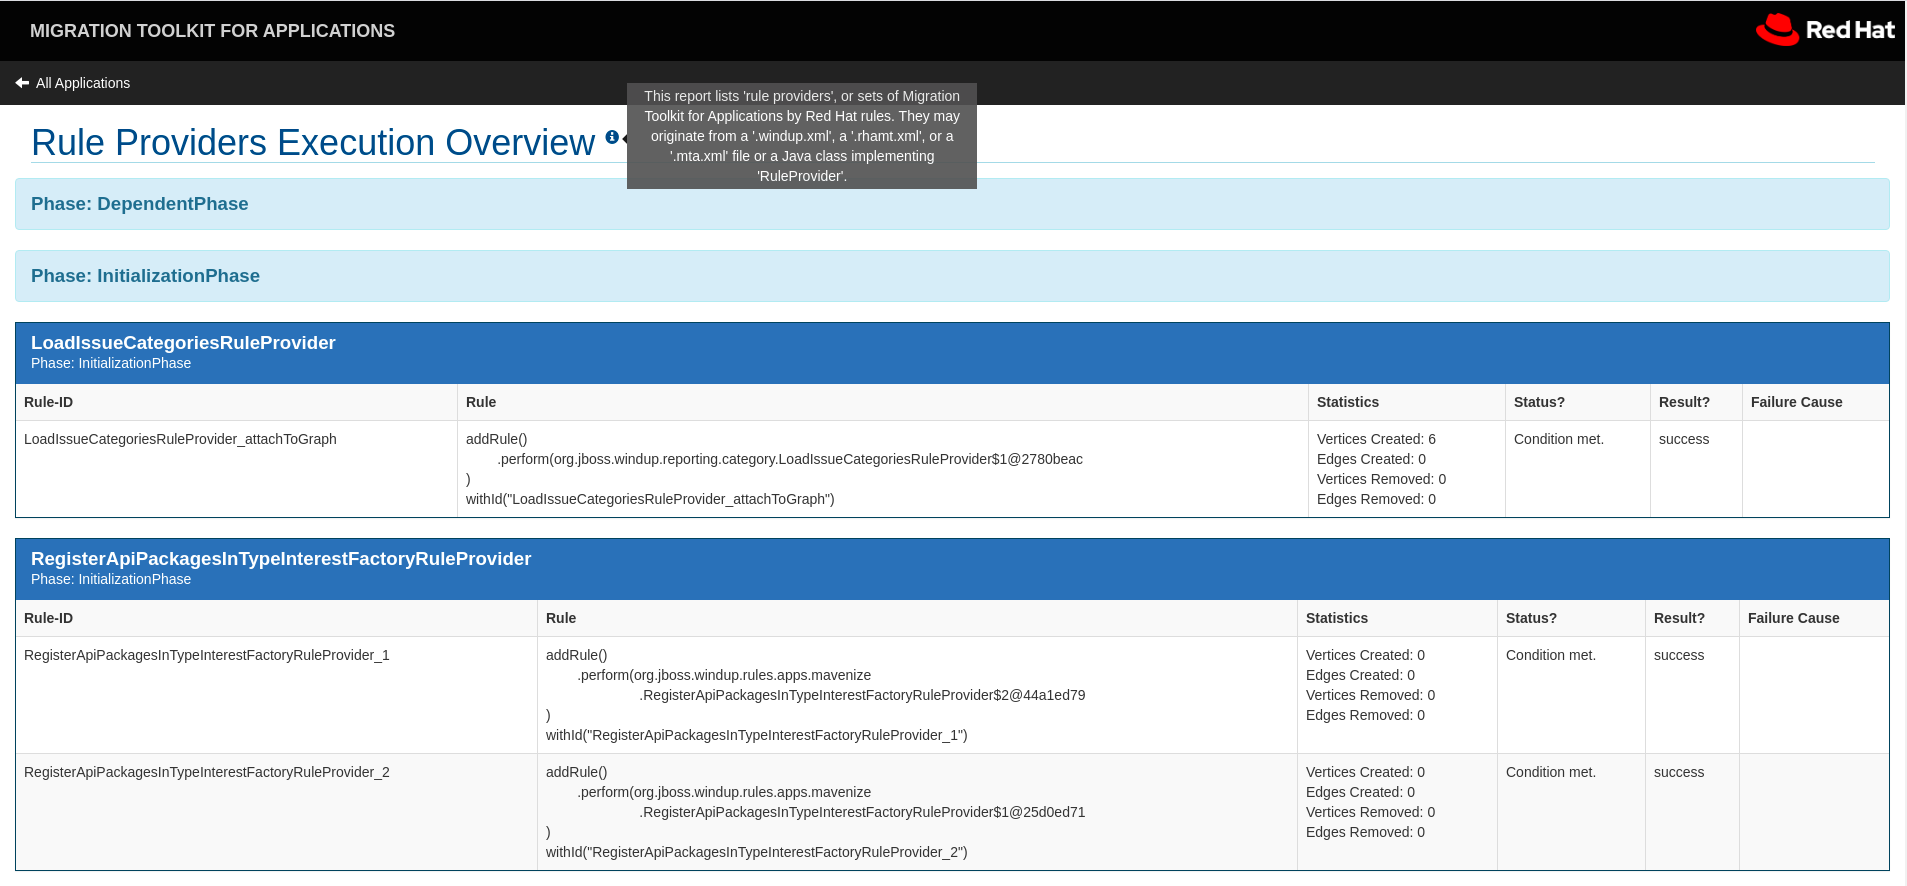 MIGRATION TOOLKIT FOR APPLICATIONS
Red Hat
All Applications
Rule Providers Execution Overview
This report lists 'rule providers', or sets of Migration
Toolkit for Applications by Red Hat rules. They may
originate from a '.windup.xml', a '.rhamt.xml', or a
'.mta.xml' file or a Java class implementing
'RuleProvider'.
Phase: DependentPhase
Phase: InitializationPhase
LoadIssueCategoriesRuleProvider
Phase: InitializationPhase
Rule-ID Rule Statistics Status? Result? Failure Cause
LoadIssueCategoriesRuleProvider_attachToGraph addRule() Vertices Created: 6 Condition met. success
.perform(org.jboss.windup.reporting.category.LoadIssueCategoriesRuleProvider$1@2780beac Edges Created: 0
) Vertices Removed: 0
withId("LoadIssueCategoriesRuleProvider_attachToGraph") Edges Removed: 0
RegisterApiPackagesInTypeInterestFactoryRuleProvider
Phase: InitializationPhase
Rule-ID Rule Statistics Status? Result? Failure Cause
RegisterApiPackagesInTypeInterestFactoryRuleProvider_1 addRule() Vertices Created: 0 Condition met. success
.perform(org.jboss.windup.rules.apps.mavenize Edges Created: 0
.RegisterApiPackagesInTypeInterestFactoryRuleProvider$2@44a1ed79 Vertices Removed: 0
) Edges Removed: 0
withId("RegisterApiPackagesInTypeInterestFactoryRuleProvider_1")
RegisterApiPackagesInTypeInterestFactoryRuleProvider_2 addRule() Vertices Created: 0 Condition met. success
.perform(org.jboss.windup.rules.apps.mavenize Edges Created: 0
.RegisterApiPackagesInTypeInterestFactoryRuleProvider$1@25d0ed71 Vertices Removed: 0
) Edges Removed: 0
withId("RegisterApiPackagesInTypeInterestFactoryRuleProvider_2")